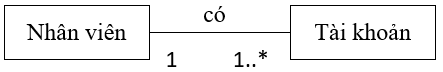 có
Nhân viên
Tài khoản
1 1..*